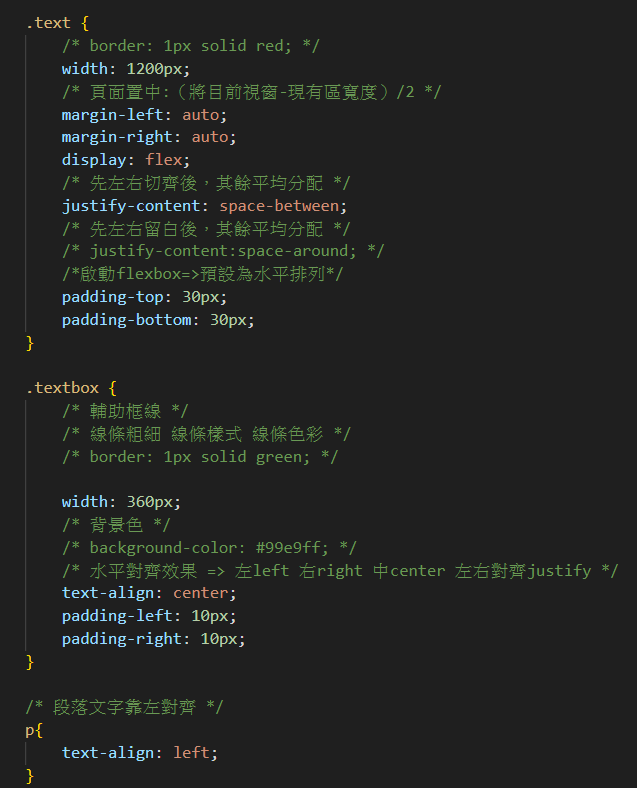 .text {
/* border: 1px solid red; */
width: 1200px;
/* 頁面置中:（將目前視窗-現有區寬度）/2 */
margin-left: auto;
margin-right: auto;
display: flex;
/* 先左右切齊後，其餘平均分配 */
justify-content: space-between;
/* 先左右留白後，其餘平均分配 */
/* justify-content:space-around; */
/*啟動flexbox=>預設為水平排列*/
padding-top: 30px;
padding-bottom: 30px;
}
.textbox {
/* 輔助框線 */
/* 線條粗細 線條樣式 線條色彩 */
/* border: 1px solid green; */
width: 360px;
/* 背景色 */
/* background-color: #99e9ff; */
/* 水平對齊效果 => 左left 右right 中center 左右對齊justify */
text-align: center;
padding-left: 10px;
padding-right: 10px;
}
/* 段落文字靠左對齊 */
p{
text-align: left;
}